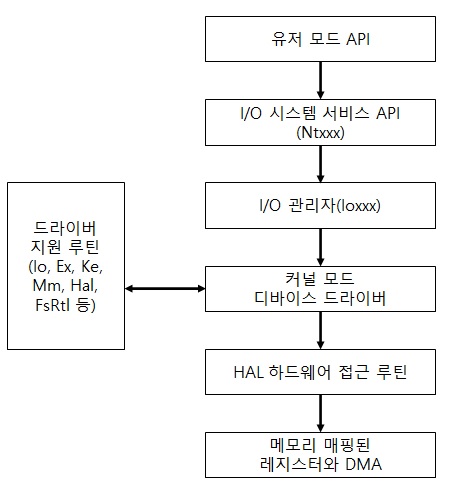 유저 모드 API
I/O 시스템 서비스 API
(Ntxxx)
I/O 관리자(Ioxxx)
드라이버
지원 루틴
(Io, Ex, Ke,
Mm, Hal,
FsRtl 등)
커널 모드
디바이스 드라이버
HAL 하드웨어 접근 루틴
메모리 매핑된
레지스터와 DMA